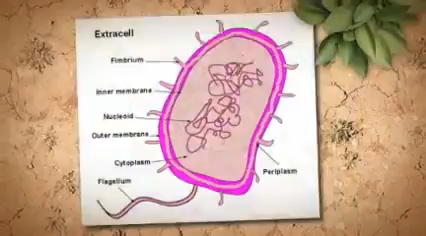 Extracell
Fimbrium
Inner membrane
Nucleoid
Outer membrane
Cytoplasm
Flagellum
Periplasm